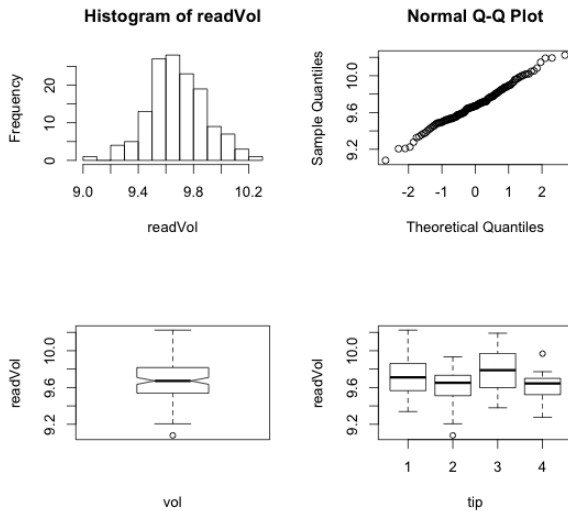 Histogram of readVol
Frequency
0 10 20
9.0 9.4 9.8 10.2
readVol
Normal Q-Q Plot
Sample Quantiles
9.2 9.6 10.0
-2 -1 0 1 2
Theoretical Quantiles
readVol
9.2 9.6 10.0
vol
readVol
9.2 9.6 10.0
1 2 3 4
tip